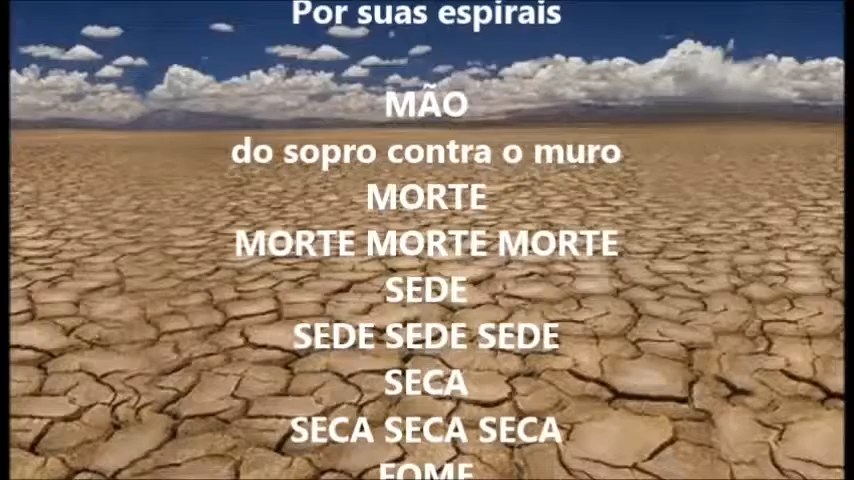 Por suas espirais
MÃO
do sopro contra o muro
MORTE
MORTE MORTE MORTE
SEDE
SEDE SEDE SEDE
SECA
SECA SECA SECA
FOME